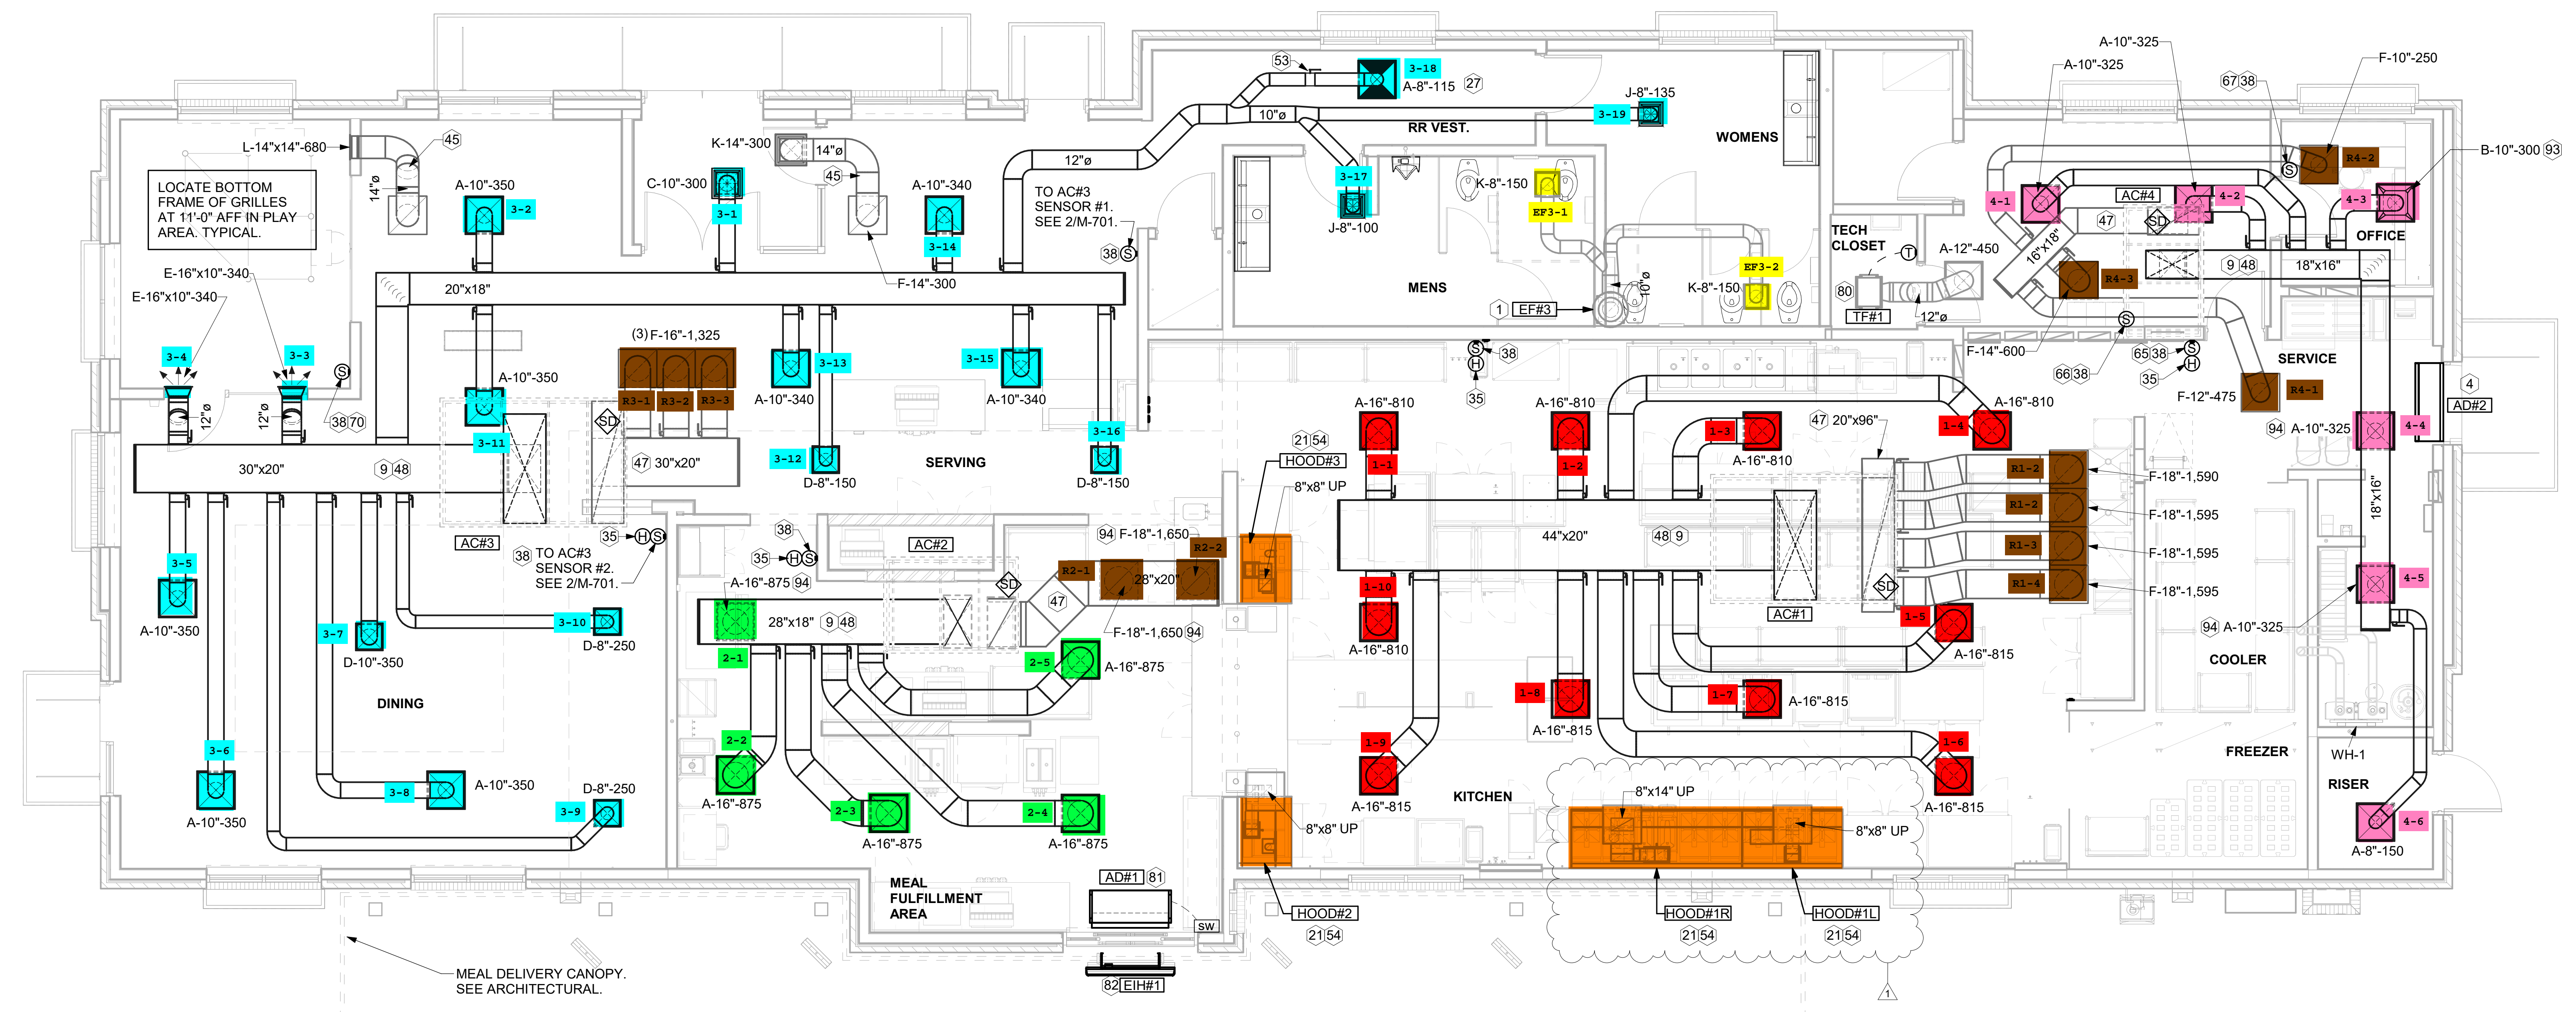 A-10"-325
A-10"-325
F-10"-250
67 38
53
3-18
A-8"-115
27
J-8"-135
3-19
10"ø
RR VEST.
WOMENS
L-14"x14"-680
45
K-14"-300
14"ø
45
14"ø
12"ø
B-10"-300 93
R4-2
S
LOCATE BOTTOM
FRAME OF GRILLES
AT 11'-0" AFF IN PLAY
AREA. TYPICAL.
A-10"-350
3-2
C-10"-300
3-1
A-10"-340
3-14
TO AC#3
SENSOR #1.
SEE 2/M-701.
38 S
3-17
J-8"-100
K-8"-150
EF3-1
4-1
AC#4
4-2
4-3
47
SD
OFFICE
TECH
CLOSET
T
A-12"-450
16"x18"
E-16"x10"-340
E-16"x10"-340
20"x18"
F-14"-300
MENS
10"ø
EF3-2
K-8"-150
1 EF#3
80
TF#1
12"ø
R4-3
9 48
18"x16"
3-4
3-3
S
38 70
12"ø
12"ø
(3) F-16"-1,325
R3-1
R3-2
R3-3
A-10"-350
3-11
SD
3-13
A-10"-340
3-15
A-10"-340
S
38
H
35
F-14"-600
S
66 38
65 38
S
35
H
SERVICE
F-12"-475
R4-1
4
AD#2
30"x20"
9 48
47 30"x20"
3-12
D-8"-150
SERVING
3-16
D-8"-150
21 54
HOOD#3
8"x8" UP
A-16"-810
1-1
A-16"-810
1-2
1-3
A-16"-810
47 20"x96"
A-16"-810
1-4
94 A-10"-325
4-4
R1-2
F-18"-1,590
R1-2
F-18"-1,595
R1-3
F-18"-1,595
R1-4
F-18"-1,595
18"x16"
44"x20"
48 9
SD
AC#1
AC#3
38 TO AC#3
SENSOR #2.
SEE 2/M-701.
35 H S
38
35 H S
AC#2
94 F-18"-1,650
R2-2
R2-1
28"x20"
A-16"-875 94
SD
47
F-18"-1,650 94
28"x18"
9 48
2-1
3-5
A-10"-350
3-7
D-10"-350
3-10
D-8"-250
2-5
A-16"-875
1-10
A-16"-810
1-5
A-16"-815
4-5
94 A-10"-325
COOLER
DINING
3-6
A-10"-350
3-8
A-10"-350
D-8"-250
3-9
2-2
A-16"-875
2-3
A-16"-875
2-4
A-16"-875
1-8
A-16"-815
1-7
A-16"-815
1-9
A-16"-815
1-6
A-16"-815
FREEZER
WH-1
RISER
4-6
A-8"-150
KITCHEN
8"x14" UP
8"x8" UP
8"x8" UP
MEAL
FULFILLMENT
AREA
AD#1 81
SW
HOOD#2
21 54
HOOD#1R
21 54
HOOD#1L
21 54
MEAL DELIVERY CANOPY.
SEE ARCHITECTURAL.
82 EIH#1
1